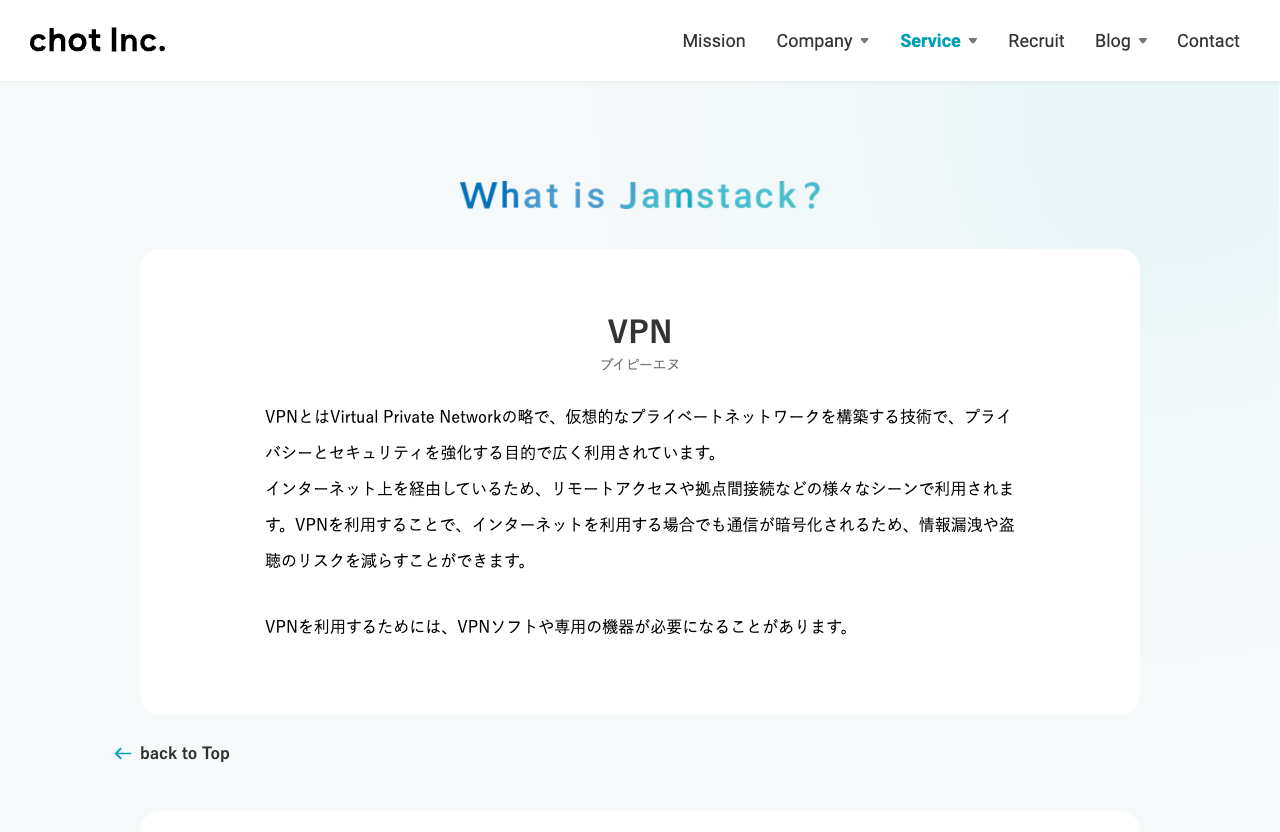 chot Inc.
Mission Company Service Recruit Blog Contact
What is Jamstack?
VPN
ブイピーエヌ
VPNとはVirtual Private Networkの略で、仮想的なプライベートネットワークを構築する技術で、プライ
バシーとセキュリティを強化する目的で広く利用されています。
インターネット上を経由しているため、リモートアクセスや拠点間接続などの様々なシーンで利用されま
す。VPNを利用することで、インターネットを利用する場合でも通信が暗号化されるため、情報漏洩や盗
聴のリスクを減らすことができます。
VPNを利用するためには、VPNソフトや専用の機器が必要になることがあります。
back to Top